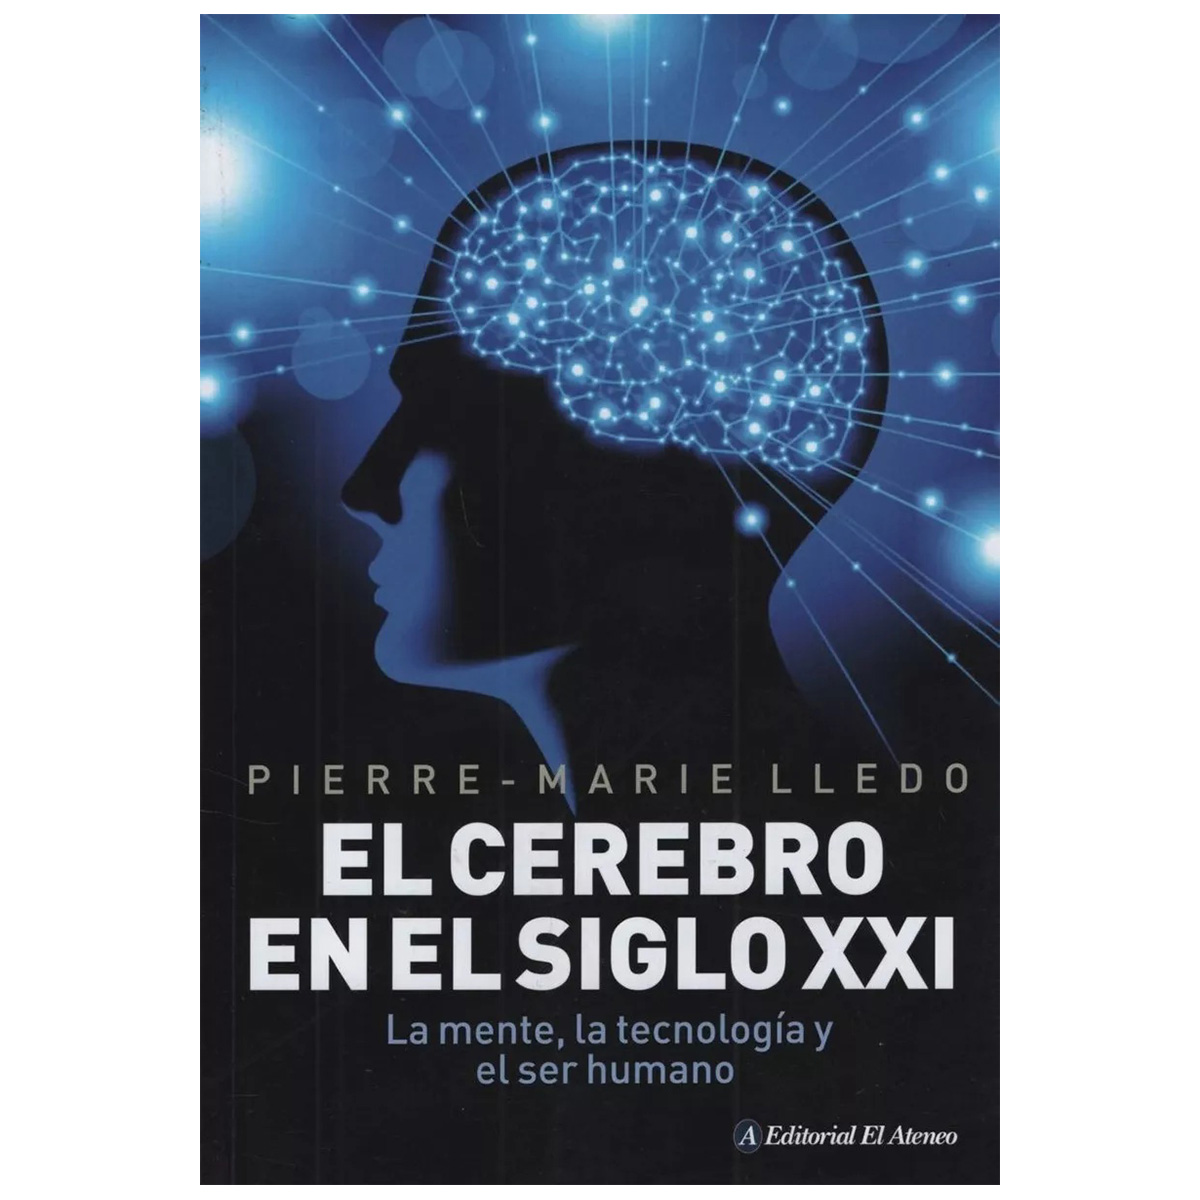 PIERRE-MARIE LLEDO
EL CEREBRO
EN EL SIGLO XXI
La mente, la tecnología y
el ser humano
A Editorial El Ateneo